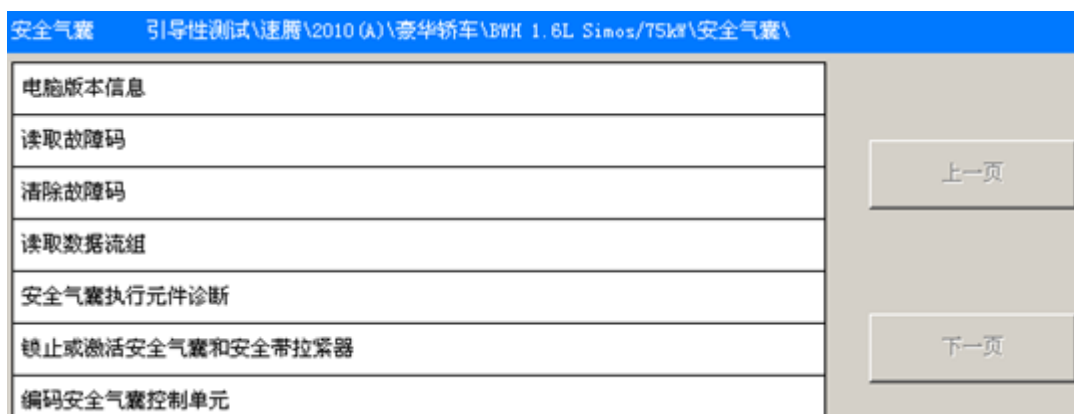 安全气囊 引导性测试\速腾\2010(A)\豪华轿车\BWH 1.6L Simos/75kW\安全气囊\
电脑版本信息
读取故障码
清除故障码
读取数据流组
安全气囊执行元件诊断
锁止或激活安全气囊和安全带拉紧器
编码安全气囊控制单元
上一页
下一页